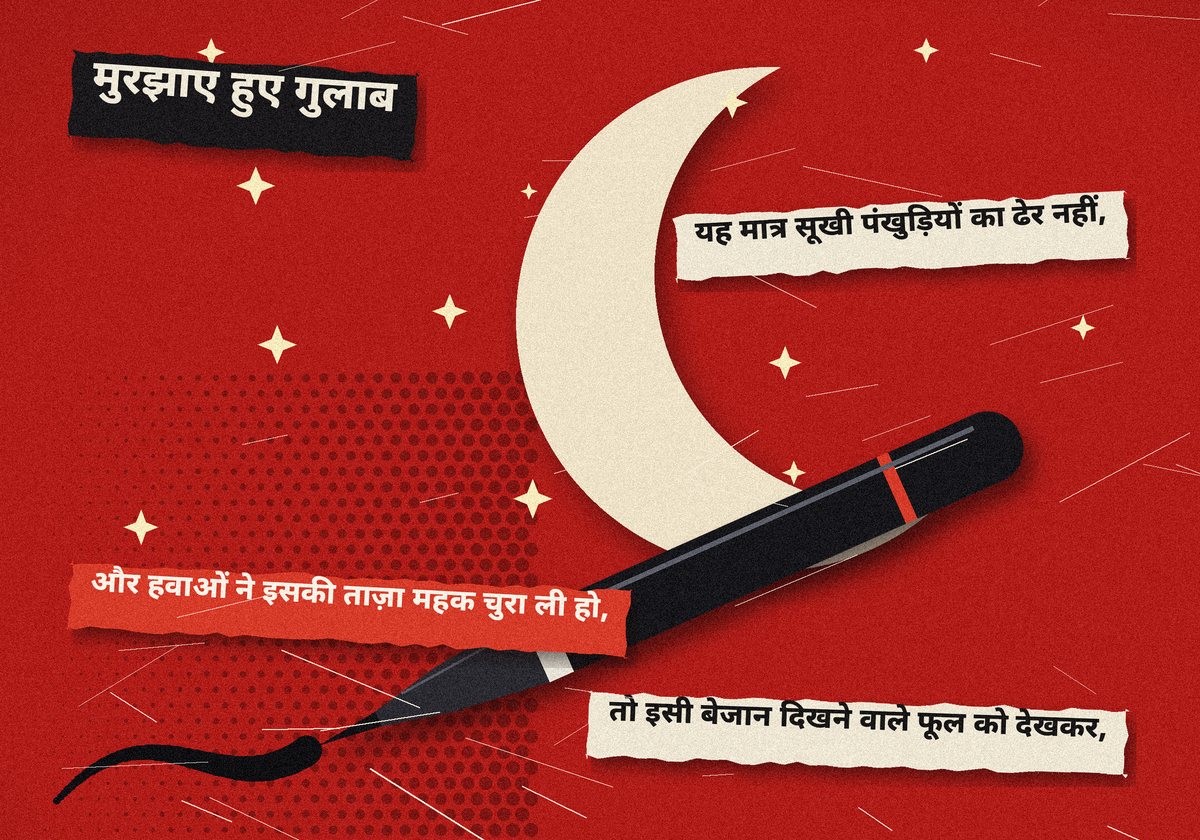 मुरझाए हुए गुलाब
यह मात्र सूखी पंखुड़ियों का ढेर नहीं,
और हवाओं ने इसकी ताज़ा महक चुरा ली हो,
तो इसी बेजान दिखने वाले फूल को देखकर,